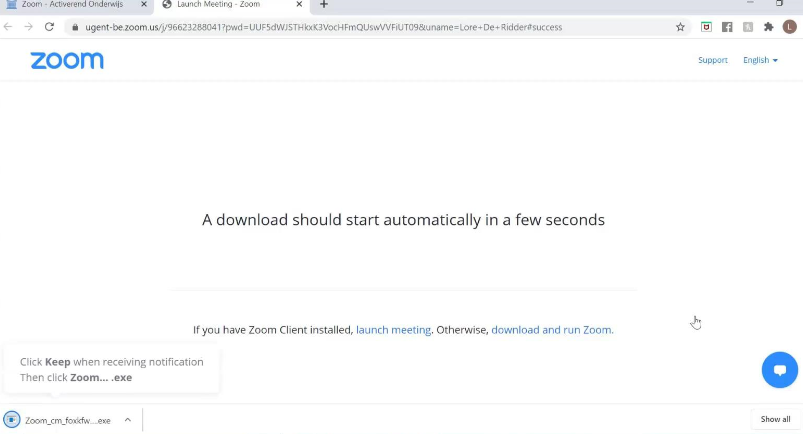 Zoom - Activerend Onderwijs
Launch Meeting - Zoom
ugent-be.zoom.us/j/96623288041?pwd=UUF5dWJSTHkxK3VocHFmQUswVVFiUT09&uname=Lore+De+Ridder#success
L
zoom
Support English
A download should start automatically in a few seconds
If you have Zoom Client installed, launch meeting. Otherwise, download and run Zoom.
Click Keep when receiving notification
Then click Zoom... .exe
Zoom_cm_foxkfw....exe
Show all